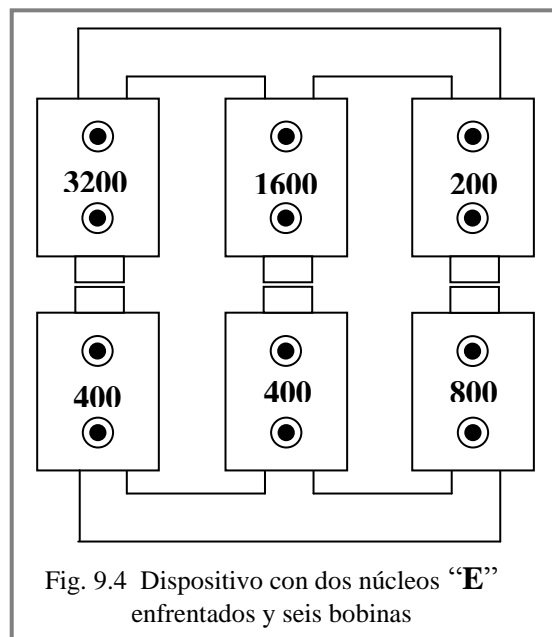 3200 1600 200
400 400 800
Fig. 9.4 Dispositivo con dos núcleos “E”
enfrentados y seis bobinas